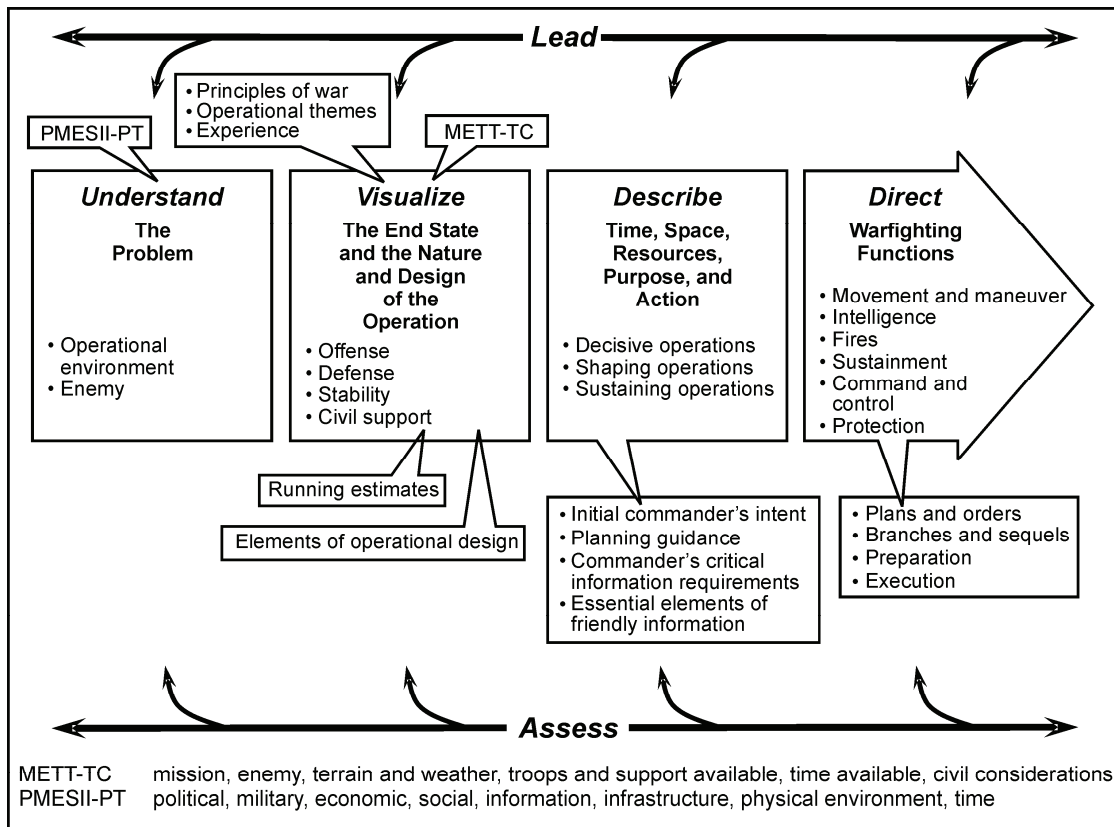 Lead
• Principles of war
• Operational themes
• Experience
PMESII-PT
METT-TC
Understand
The
Problem
• Operational
environment
• Enemy
Visualize
The End State
and the Nature
and Design
of the
Operation
• Offense
• Defense
• Stability
• Civil support
Running estimates
Elements of operational design
Describe
Time, Space,
Resources,
Purpose, and
Action
• Decisive operations
• Shaping operations
• Sustaining operations
• Initial commander's intent
• Planning guidance
• Commander's critical
information requirements
• Essential elements of
friendly information
Direct
Warfighting
Functions
• Movement and maneuver
• Intelligence
• Fires
• Sustainment
• Command and
control
• Protection
• Plans and orders
• Branches and sequels
• Preparation
• Execution
Assess
METT-TC mission, enemy, terrain and weather, troops and support available, time available, civil considerations
PMESII-PT political, military, economic, social, information, infrastructure, physical environment, time